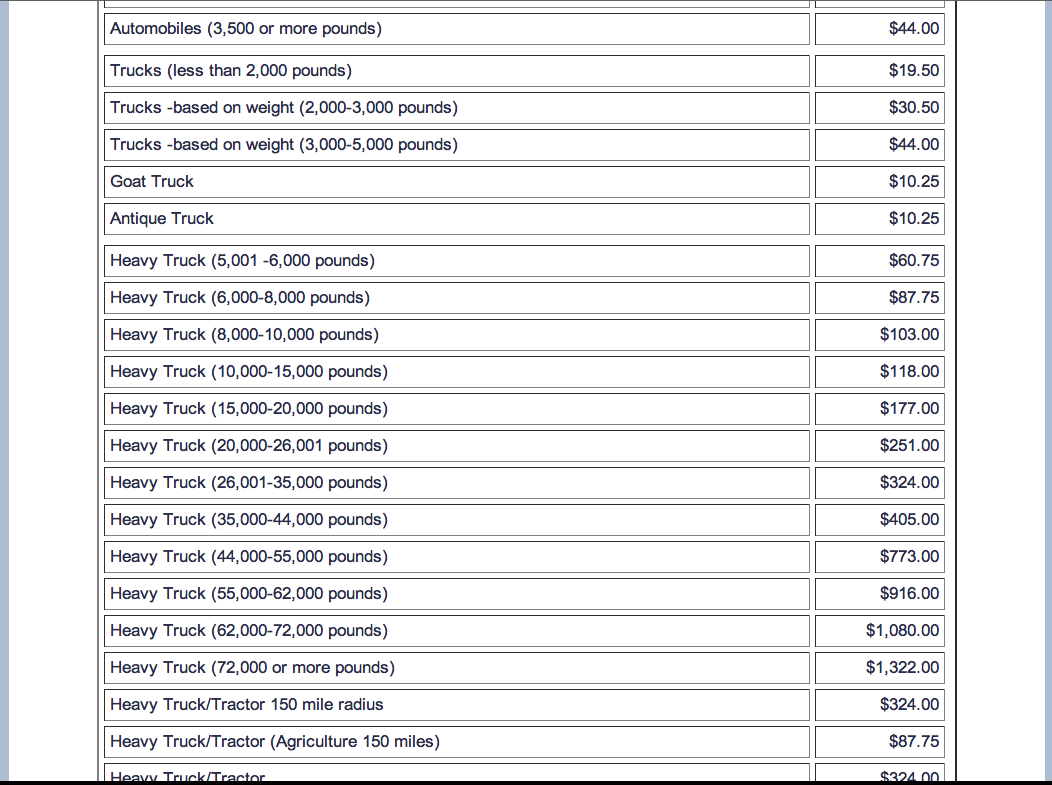 Automobiles (3,500 or more pounds) $44.00
Trucks (less than 2,000 pounds) $19.50
Trucks -based on weight (2,000-3,000 pounds) $30.50
Trucks -based on weight (3,000-5,000 pounds) $44.00
Goat Truck $10.25
Antique Truck $10.25
Heavy Truck (5,001 -6,000 pounds) $60.75
Heavy Truck (6,000-8,000 pounds) $87.75
Heavy Truck (8,000-10,000 pounds) $103.00
Heavy Truck (10,000-15,000 pounds) $118.00
Heavy Truck (15,000-20,000 pounds) $177.00
Heavy Truck (20,000-26,001 pounds) $251.00
Heavy Truck (26,001-35,000 pounds) $324.00
Heavy Truck (35,000-44,000 pounds) $405.00
Heavy Truck (44,000-55,000 pounds) $773.00
Heavy Truck (55,000-62,000 pounds) $916.00
Heavy Truck (62,000-72,000 pounds) $1,080.00
Heavy Truck (72,000 or more pounds) $1,322.00
Heavy Truck/Tractor 150 mile radius $324.00
Heavy Truck/Tractor (Agriculture 150 miles) $87.75
Heavy Truck/Tractor $324.00